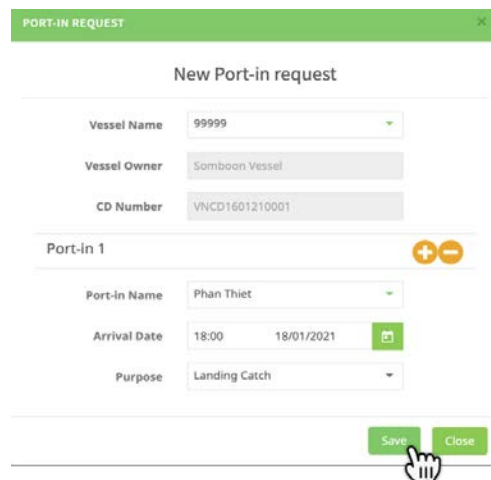 PORT-IN REQUEST ×
New Port-in request
Vessel Name 99999
Vessel Owner Somboon Vessel
CD Number VNCD1601210001
Port-in 1
Port-in Name Phan Thiet
Arrival Date 18:00 18/01/2021
Purpose Landing Catch
Save Close